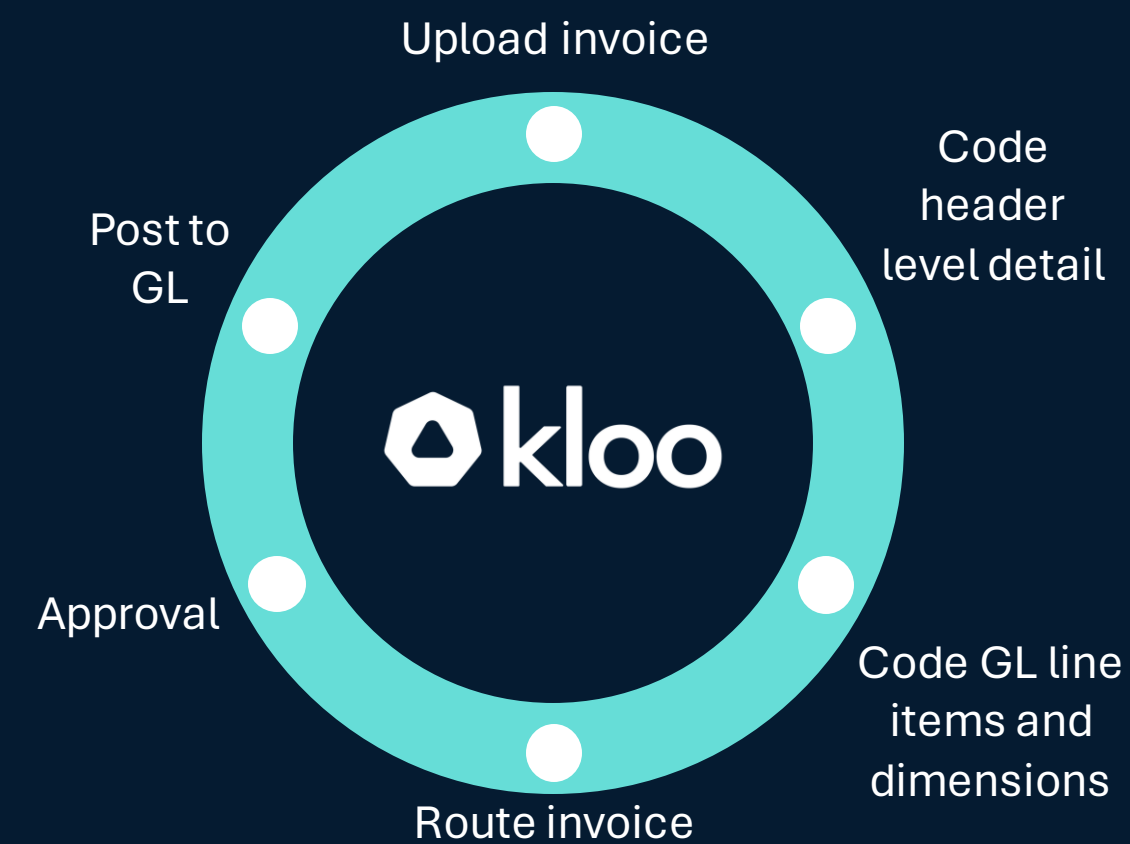 Upload invoice
Code
header
level detail
Post to
GL
kloo
Approval
Code GL line
items and
dimensions
Route invoice